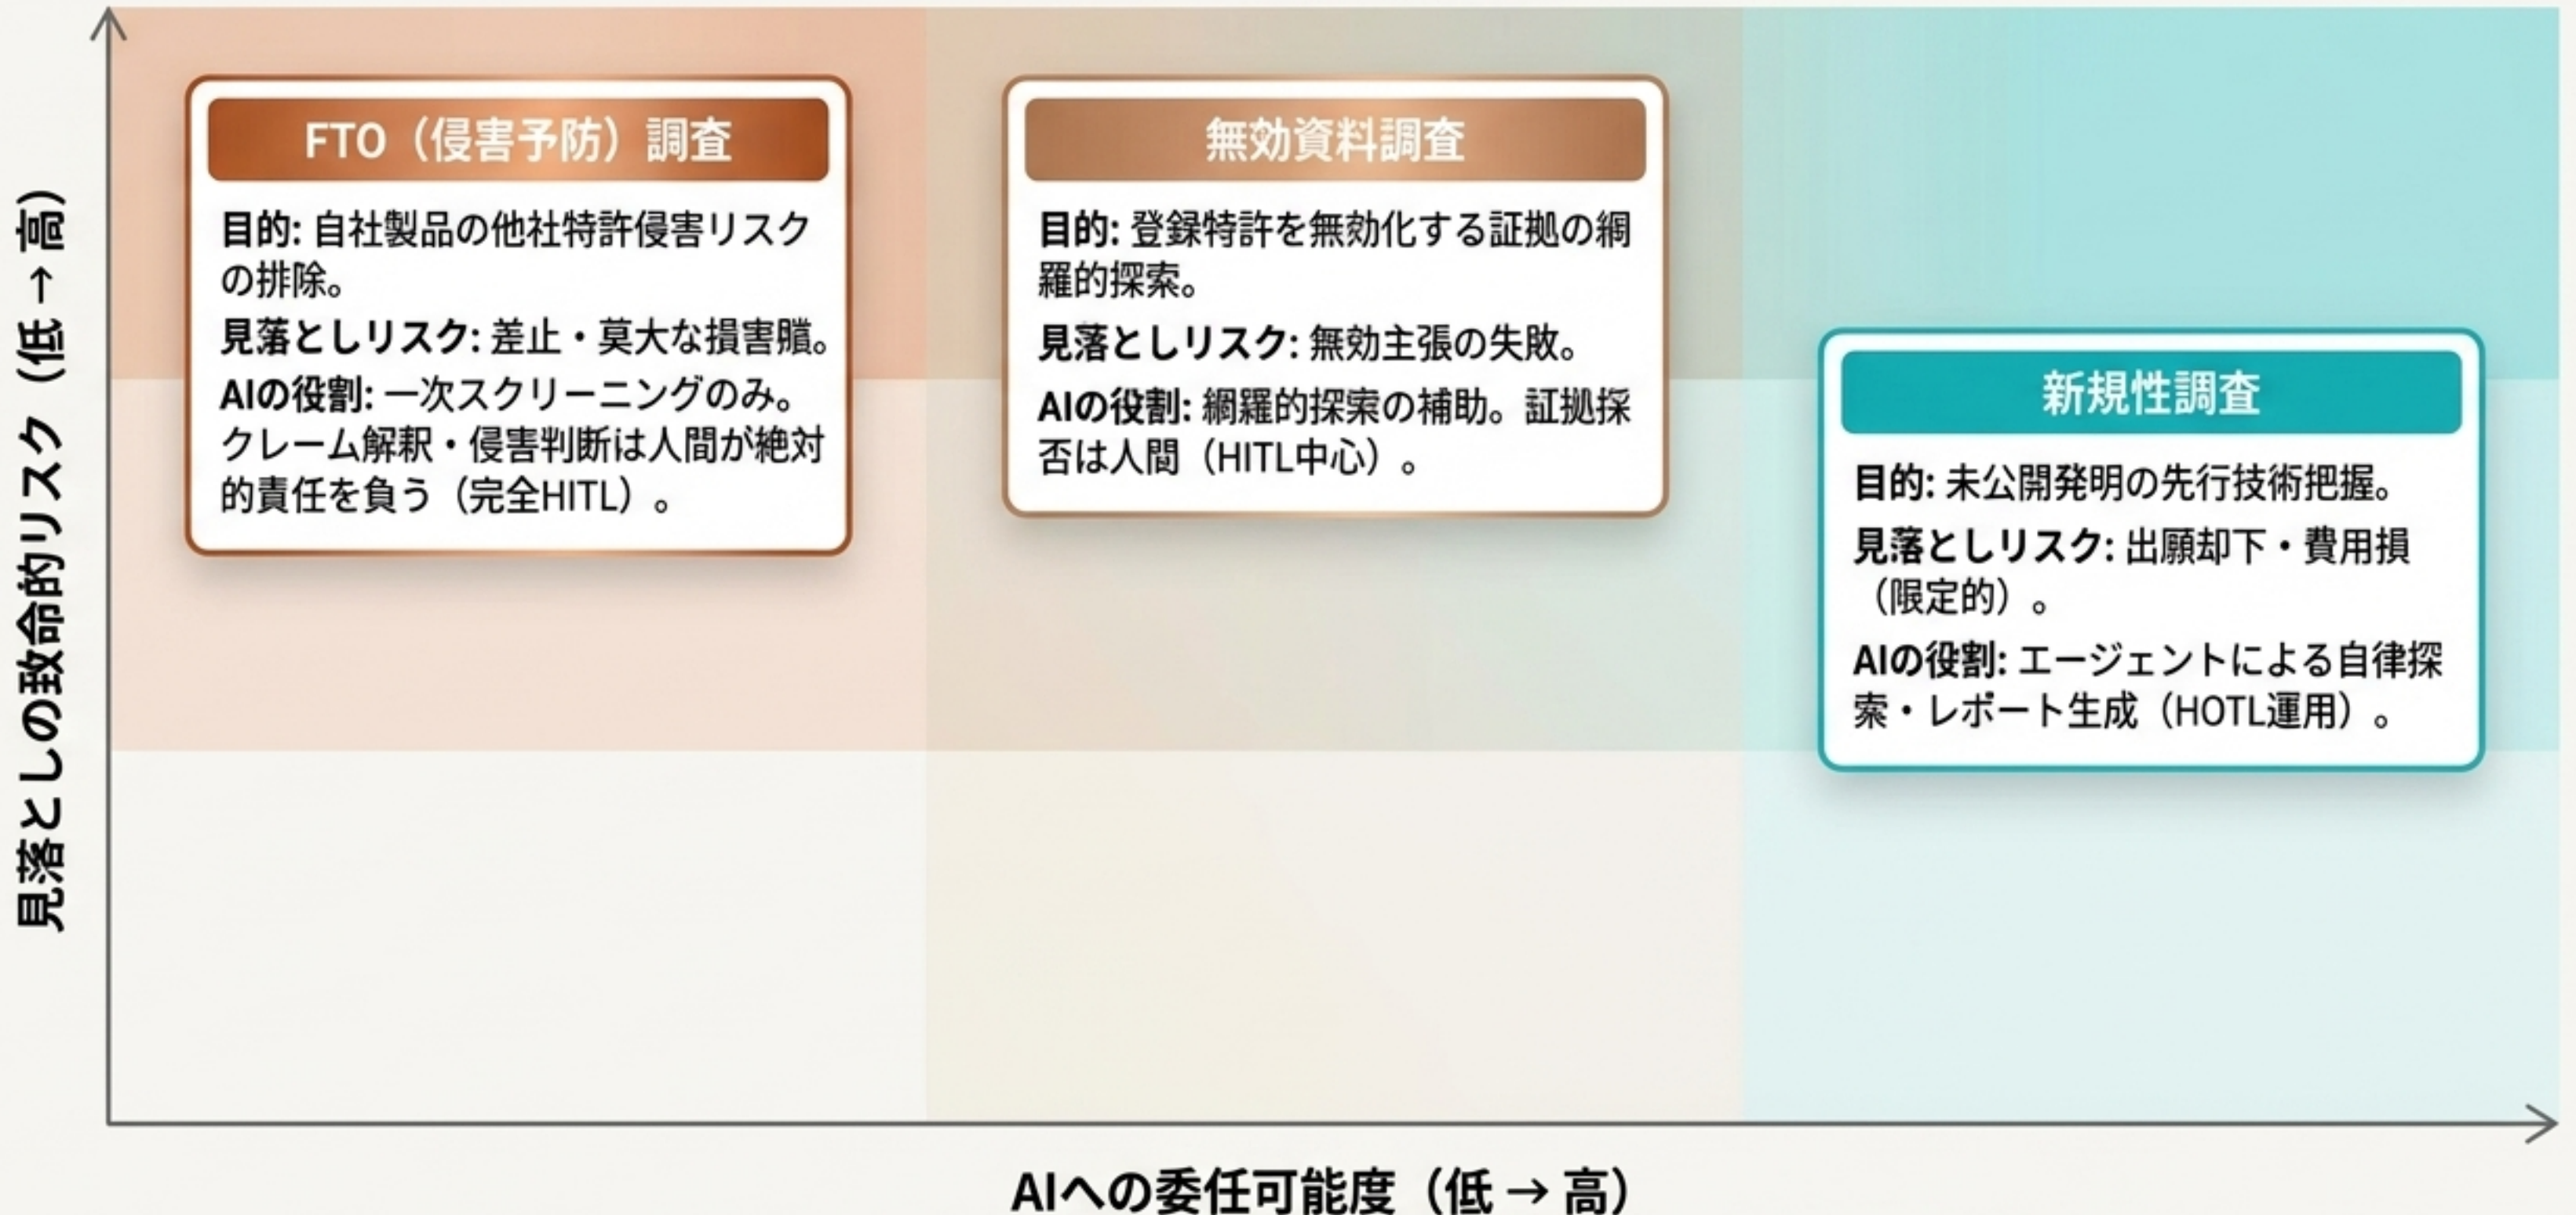 見落としの致命的リスク（低 → 高）
FTO（侵害予防）調査
目的: 自社製品の他社特許侵害リスク
の排除。
見落としリスク: 差止・莫大な損害
AIの役割: 一次スクリーニングのみ。
クレーム解釈・侵害判断は人間が絶対
的責任を負う（完全HITL）。
無効資料調査
目的: 登録特許を無効化する証拠の網
羅的探索。
見落としリスク: 無効主張の失敗。
AIの役割: 網羅的探索の補助。証拠採
否は人間（HITL中心）。
新規性調査
目的: 未公開発明の先行技術把握。
見落としリスク: 出願却下・費用損
（限定的）。
AIの役割: エージェントによる自律探
索・レポート生成（HOTL運用）。
AIへの委任可能度（低 → 高）